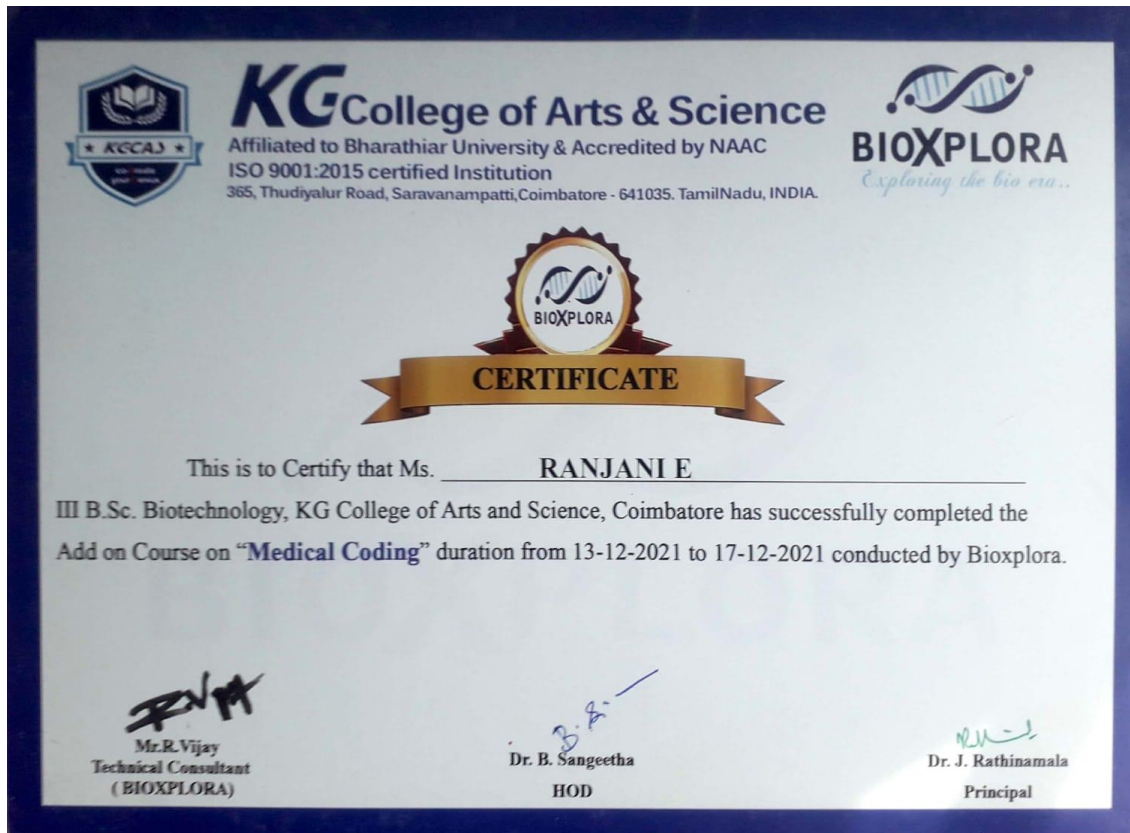 KG College of Arts & Science
Affiliated to Bharathiar University & Accredited by NAAC
ISO 9001:2015 certified Institution
365, Thudiyalur Road, Saravanampatti,Coimbatore - 641035. TamilNadu, INDIA.
★ KGCAS ★
BIOXPLORA
Exploring the bio era..
BIOXPLORA
CERTIFICATE
This is to Certify that Ms. RANJANI E
III B.Sc. Biotechnology, KG College of Arts and Science, Coimbatore has successfully completed the
Add on Course on “Medical Coding” duration from 13-12-2021 to 17-12-2021 conducted by Bioxplora.
Mr.R.Vijay
Technical Consultant
( BIOXPLORA)
Dr. B. Sangeetha
HOD
Dr. J. Rathinamala
Principal